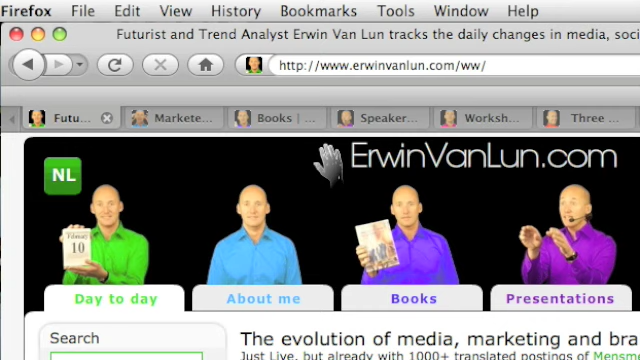 Firefox File Edit View History Bookmarks Tools Window Help
Futurist and Trend Analyst Erwin Van Lun tracks the daily changes in media, soci
http://www.erwinvanlun.com/ww/
Futu... Markete... Books | ... Speaker... Worksh... Three ...
ErwinVanLun.com
NL
February
10
Day to day About me Books Presentations
Search
The evolution of media, marketing and bra
Just Live, but already with 1000+ translated postings of Mensm